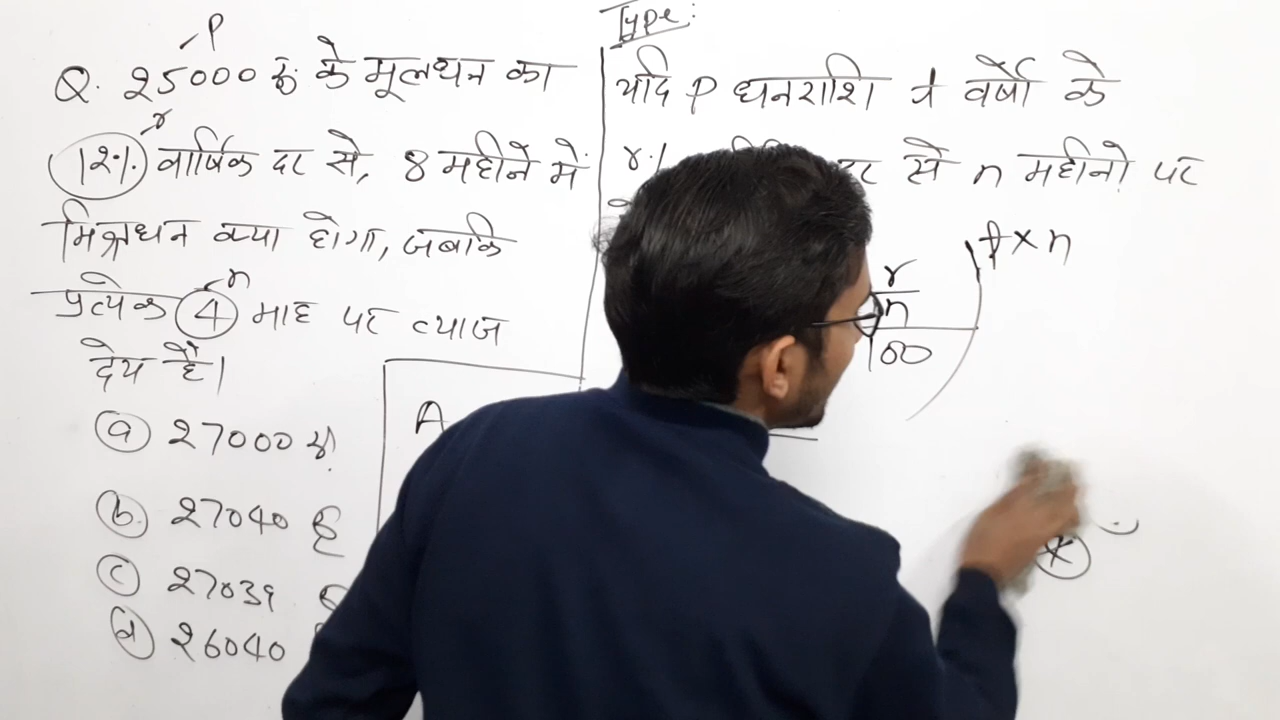 P
Q. 25000 रु. के मूलधन का
r
12% वार्षिक दर से, 8 महीने में
मिश्रधन क्या होगा, जबकि
n
प्रत्येक 4 माह पर ब्याज
देय है।
(a) 27000 रु
(b) 27040 रु
(c) 27039
(d) 26040
A
Type:
यदि P धनराशि t वर्षों के
r% दर से n महीनों पर
r
n
100
t×n